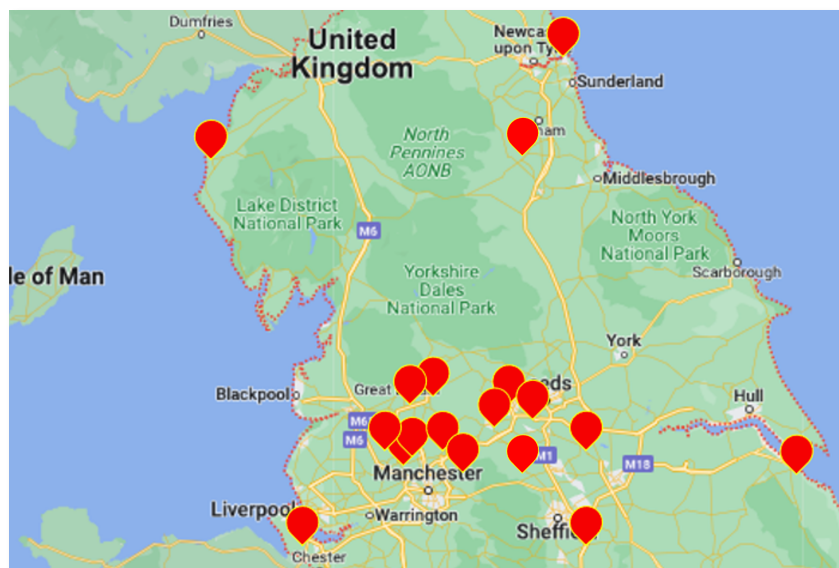 Dumfries
United
Kingdom
upon
Sunderland
North
Pennines
AONB
Middlesbrough
Lake District
National Park
M6
North York
Moors
National Park
Scarborough
le of Man
Yorkshire
Dales
National Park
York
Blackpool
Great
Hull
M6
M6
M1
M18
Manchester
Liverpool
Warrington
Chester